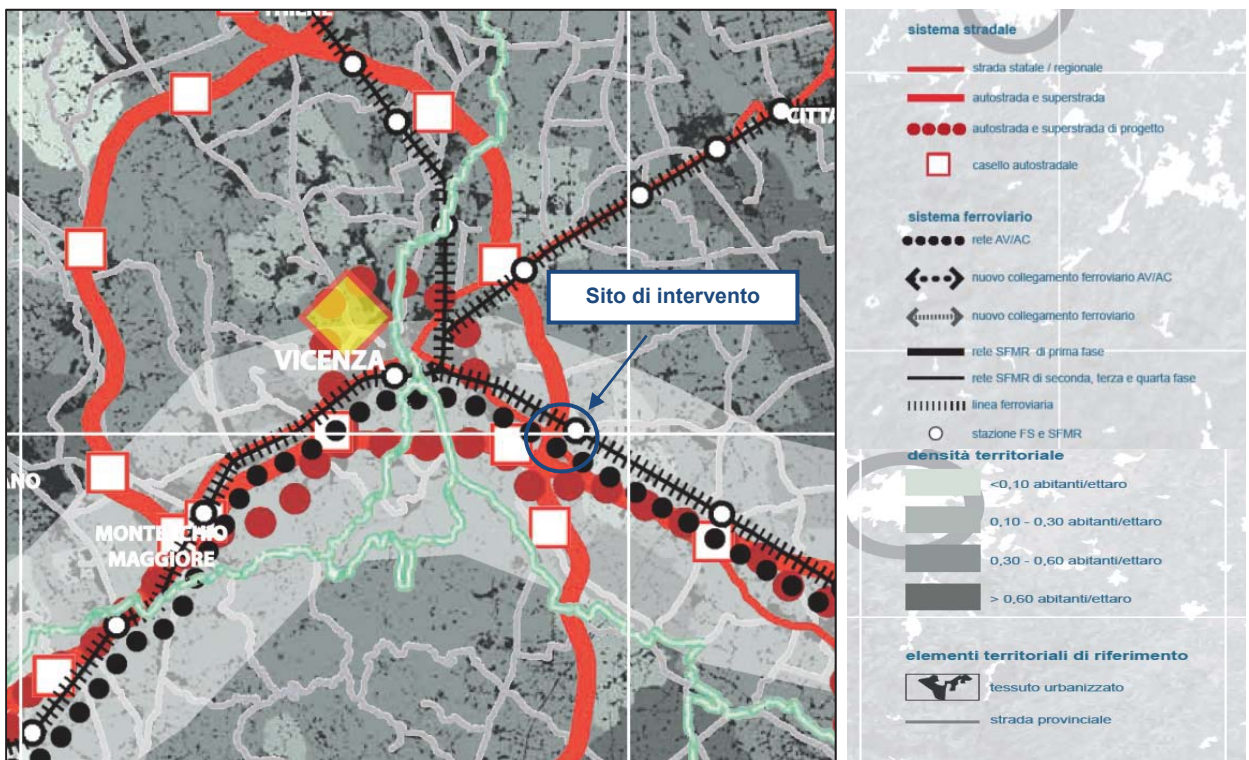 THIENE
CITTA
Sito di intervento
VICENZA
ANO
MONTECCHIO
MAGGIORE
sistema stradale
strada statale / regionale
autostrada e superstrada
autostrada e superstrada di progetto
casello autostradale
sistema ferroviario
rete AV/AC
nuovo collegamento ferroviario AV/AC
nuovo collegamento ferroviario
rete SFMR di prima fase
rete SFMR di seconda, terza e quarta fase
linea ferroviaria
stazione FS e SFMR
densità territoriale
<0,10 abitanti/ettaro
0,10 - 0,30 abitanti/ettaro
0,30 - 0,60 abitanti/ettaro
> 0,60 abitanti/ettaro
elementi territoriali di riferimento
tessuto urbanizzato
strada provinciale